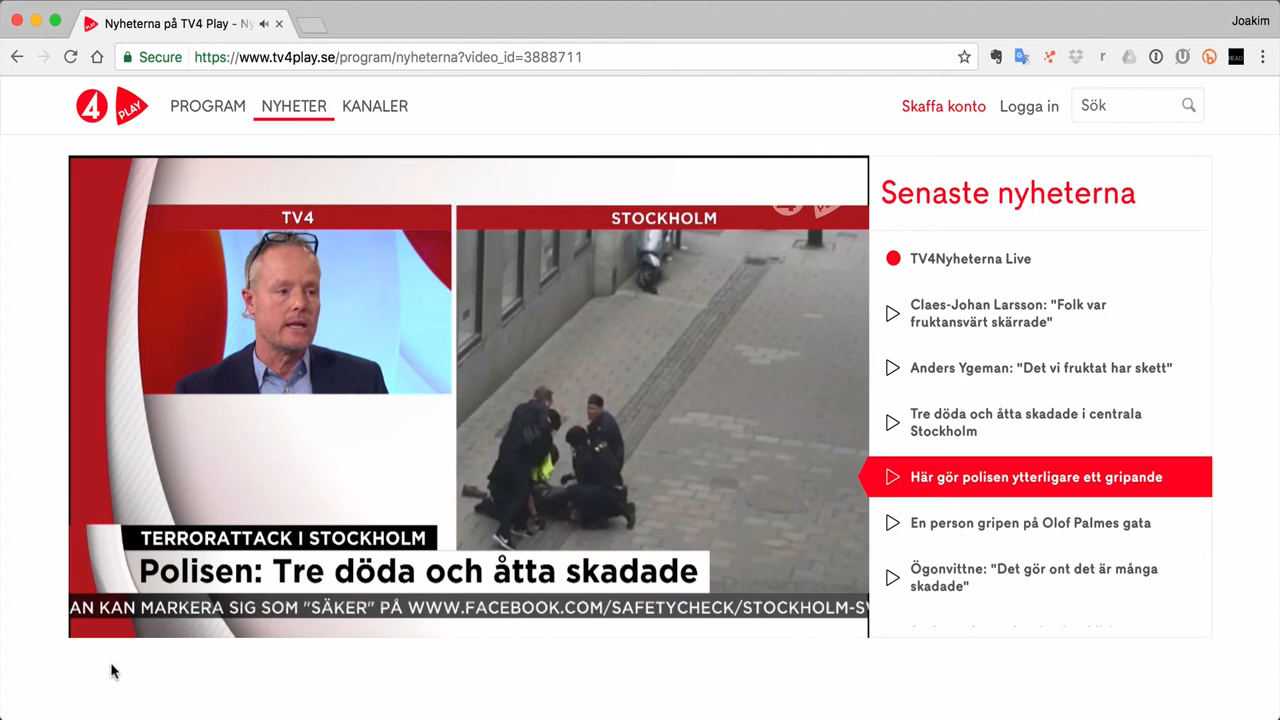 Nyheterna på TV4 Play - Ny
Joakim
Secure
https://www.tv4play.se/program/nyheterna?video_id=3888711
4 PLAY
PROGRAM
NYHETER
KANALER
Skaffa konto
Logga in
Sök
TV4
STOCKHOLM
TERRORATTACK I STOCKHOLM
Polisen: Tre döda och åtta skadade
AN KAN MARKERA SIG SOM "SÄKER" PÅ WWW.FACEBOOK.COM/SAFETYCHECK/STOCKHOLM-SV
Senaste nyheterna
TV4Nyheterna Live
Claes-Johan Larsson: "Folk var
fruktansvärt skärrade"
Anders Ygeman: "Det vi fruktat har skett"
Tre döda och åtta skadade i centrala
Stockholm
Här gör polisen ytterligare ett gripande
En person gripen på Olof Palmes gata
Ögonvittne: "Det gör ont det är många
skadade"